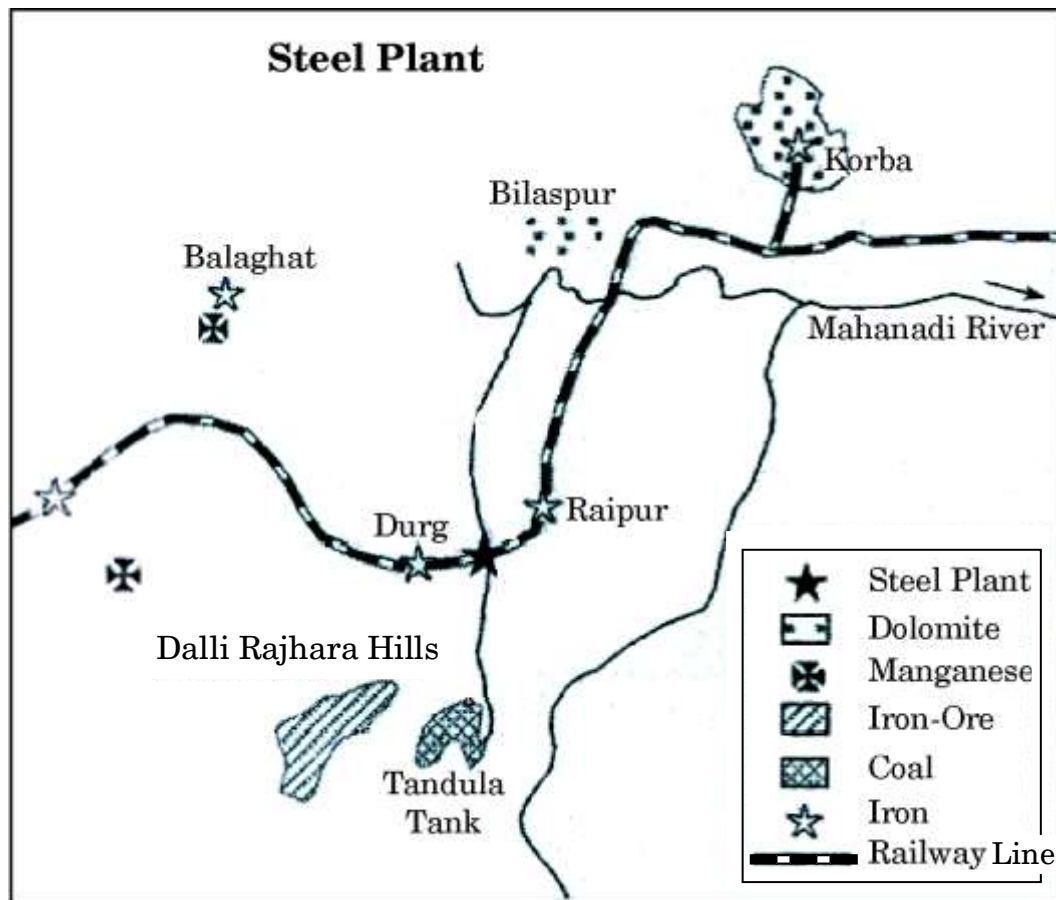 Steel Plant
Korba
Bilaspur
Balaghat
Mahanadi River
Raipur
Durg
Dalli Rajhara Hills
Tandula
Tank
Steel Plant
Dolomite
Manganese
Iron-Ore
Coal
Iron
Railway Line